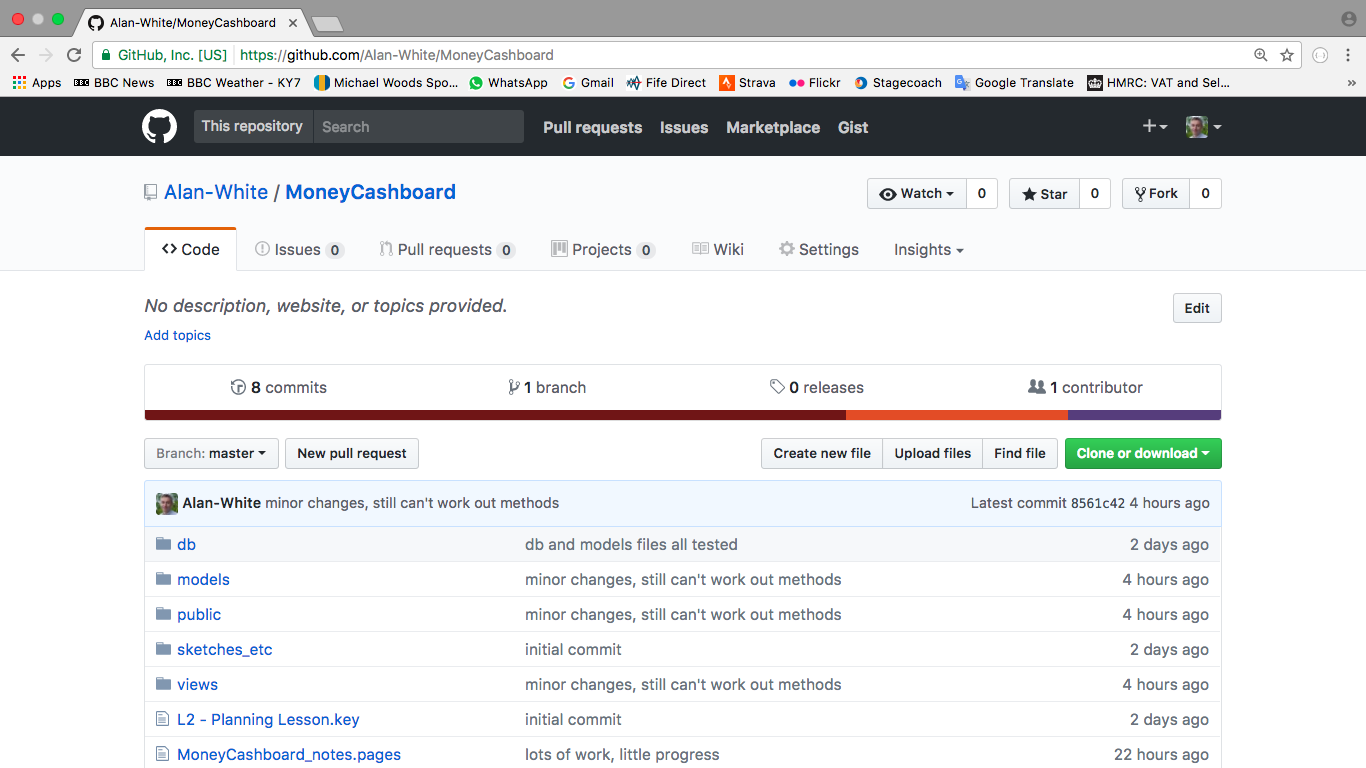 Alan-White/MoneyCashboard
GitHub, Inc. [US] https://github.com/Alan-White/MoneyCashboard
Apps BBC News BBC Weather - KY7 Michael Woods Spo... WhatsApp Gmail Fife Direct Strava Flickr Stagecoach Google Translate HMRC: VAT and Sel... »
This repository Search Pull requests Issues Marketplace Gist
Alan-White / MoneyCashboard Watch 0 Star 0 Fork 0
Code Issues 0 Pull requests 0 Projects 0 Wiki Settings Insights
No description, website, or topics provided. Edit
Add topics
8 commits 1 branch 0 releases 1 contributor
Branch: master New pull request Create new file Upload files Find file Clone or download
Alan-White minor changes, still can't work out methods Latest commit 8561c42 4 hours ago
db db and models files all tested 2 days ago
models minor changes, still can't work out methods 4 hours ago
public minor changes, still can't work out methods 4 hours ago
sketches_etc initial commit 2 days ago
views minor changes, still can't work out methods 4 hours ago
L2 - Planning Lesson.key initial commit 2 days ago
MoneyCashboard_notes.pages lots of work, little progress 22 hours ago